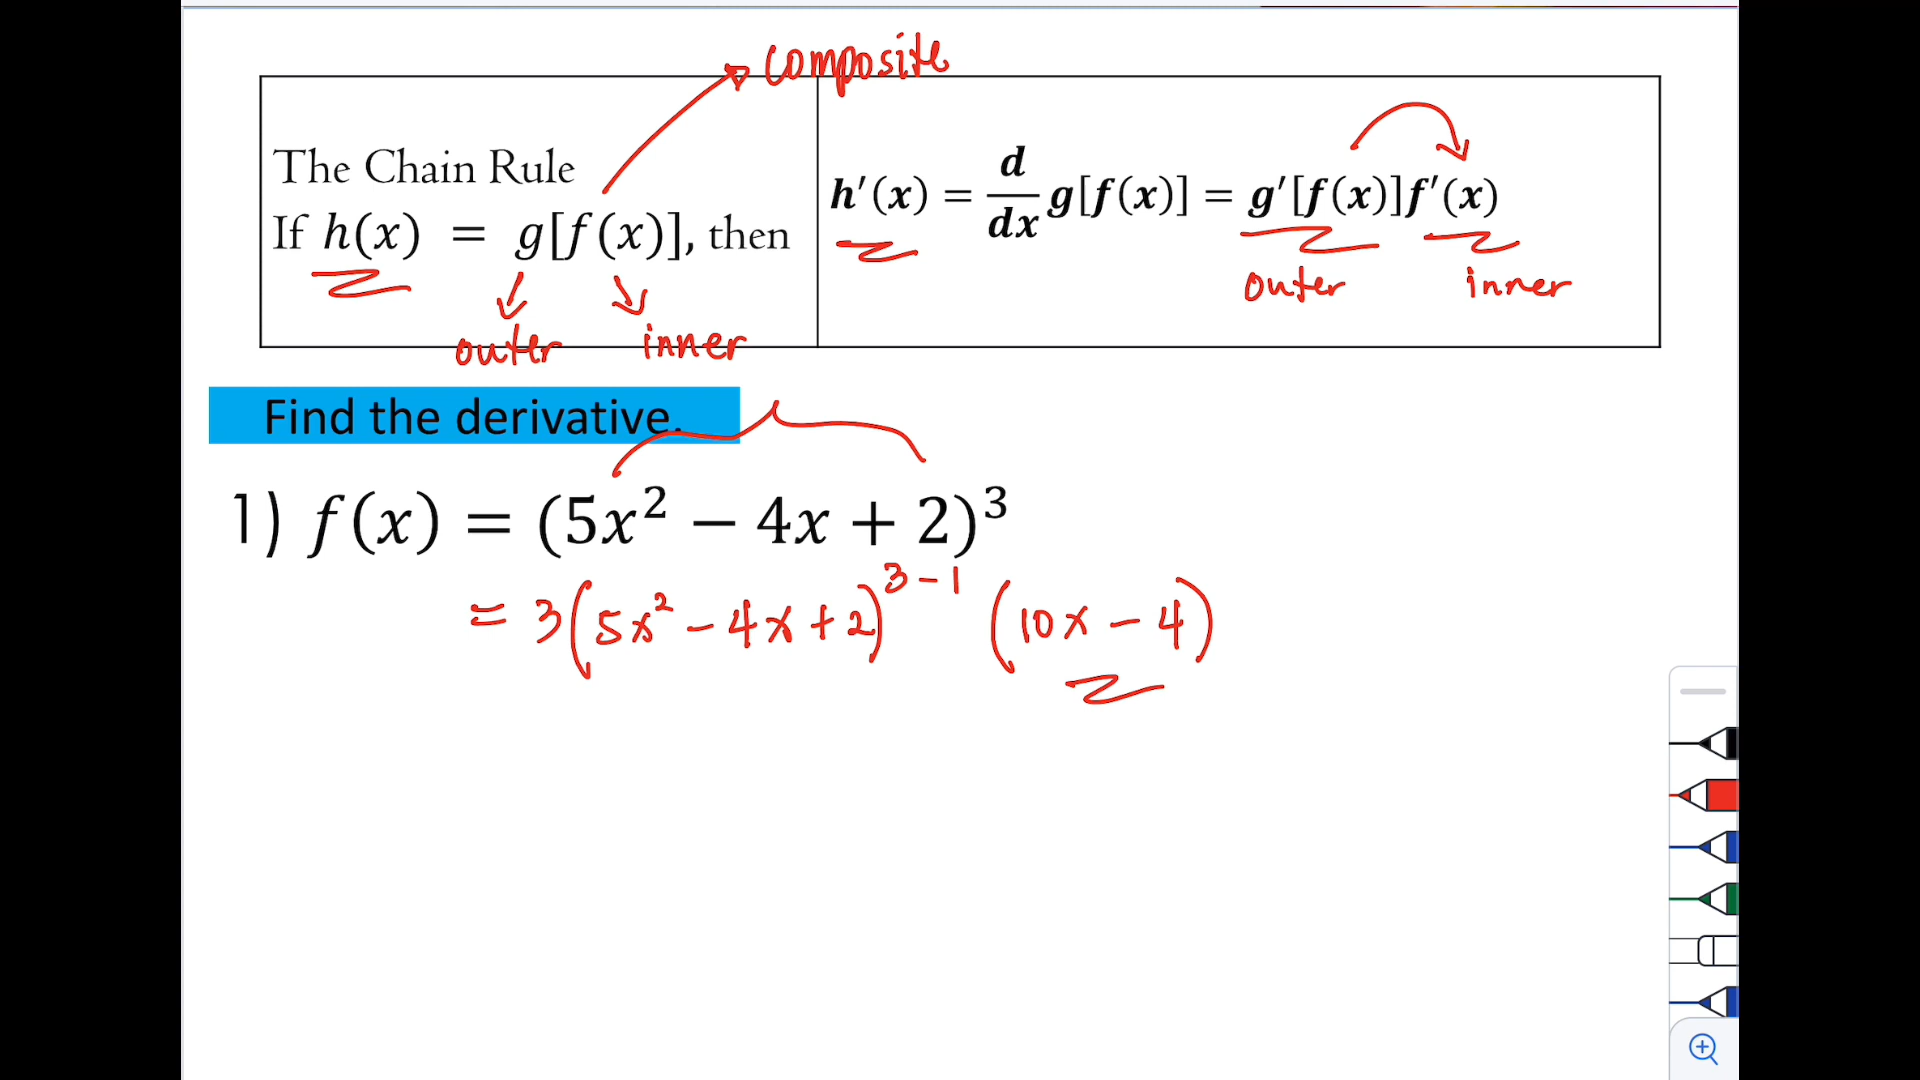 composite
The Chain Rule
If h(x) = g[f(x)], then
outer inner
h′(x) = d/dx g[f(x)] = g′[f(x)]f′(x)
outer inner
Find the derivative.
1) f(x) = (5x² − 4x + 2)³
= 3(5x² − 4x + 2)³⁻¹ (10x − 4)